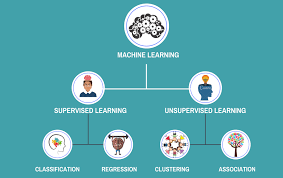 MACHINE LEARNING
SUPERVISED LEARNING
UNSUPERVISED LEARNING
CLASSIFICATION
REGRESSION
CLUSTERING
ASSOCIATION